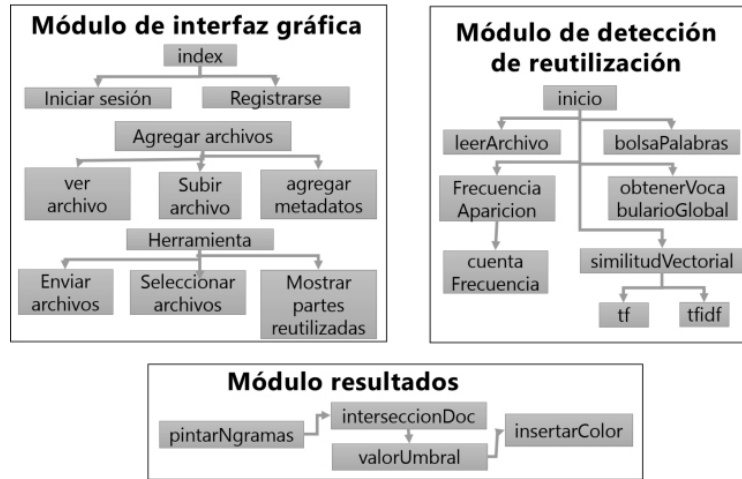 Módulo de interfaz gráfica
index
Iniciar sesión
Registrarse
Agregar archivos
ver
archivo
Subir
archivo
agregar
metadatos
Herramienta
Enviar
archivos
Seleccionar
archivos
Mostrar
partes
reutilizadas
Módulo de detección
de reutilización
inicio
leerArchivo
bolsaPalabras
Frecuencia
Aparicion
obtenerVoca
bularioGlobal
cuenta
Frecuencia
similitudVectorial
tf
tfidf
Módulo resultados
pintarNgramas
interseccionDoc
valorUmbral
insertarColor